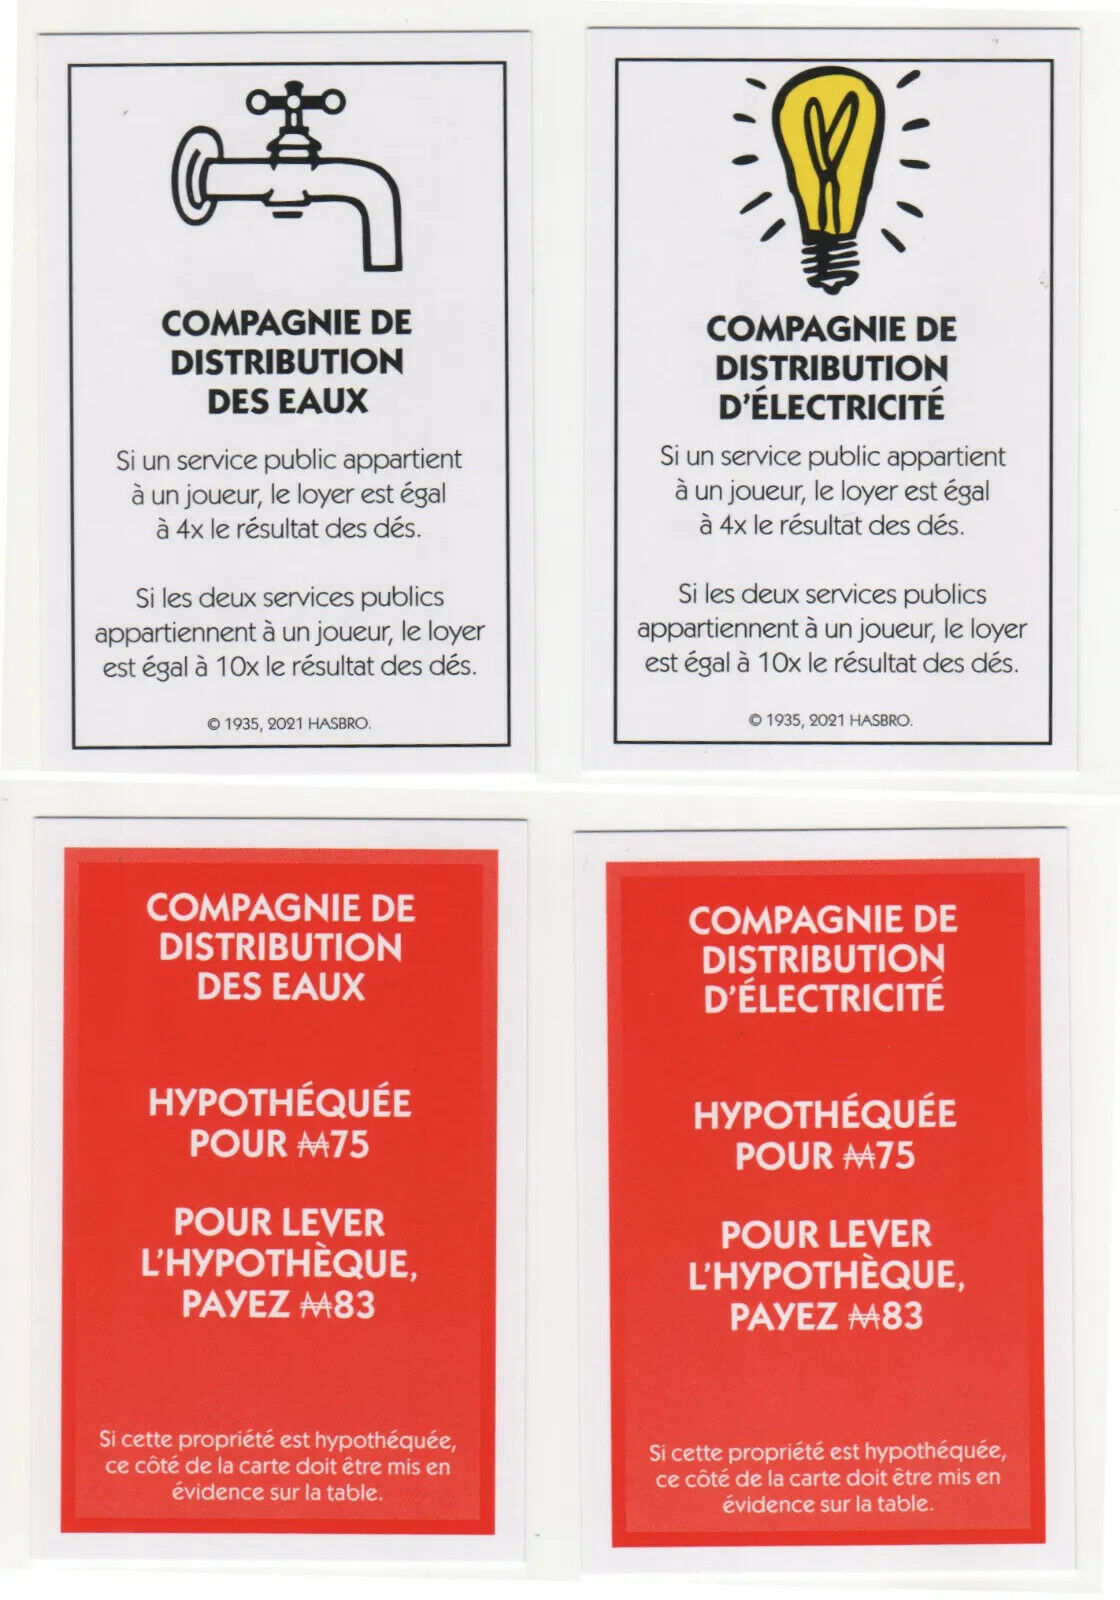 COMPAGNIE DE
DISTRIBUTION
DES EAUX
Si un service public appartient
à un joueur, le loyer est égal
à 4x le résultat des dés.
Si les deux services publics
appartiennent à un joueur, le loyer
est égal à 10x le résultat des dés.
© 1935, 2021 HASBRO.
COMPAGNIE DE
DISTRIBUTION
D'ÉLECTRICITÉ
Si un service public appartient
à un joueur, le loyer est égal
à 4x le résultat des dés.
Si les deux services publics
appartiennent à un joueur, le loyer
est égal à 10x le résultat des dés.
© 1935, 2021 HASBRO.
COMPAGNIE DE
DISTRIBUTION
DES EAUX
HYPOTHÉQUÉE
POUR M75
POUR LEVER
L'HYPOTHÈQUE,
PAYEZ M83
Si cette propriété est hypothéquée,
ce côté de la carte doit être mis en
évidence sur la table.
COMPAGNIE DE
DISTRIBUTION
D'ÉLECTRICITÉ
HYPOTHÉQUÉE
POUR M75
POUR LEVER
L'HYPOTHÈQUE,
PAYEZ M83
Si cette propriété est hypothéquée,
ce côté de la carte doit être mis en
évidence sur la table.